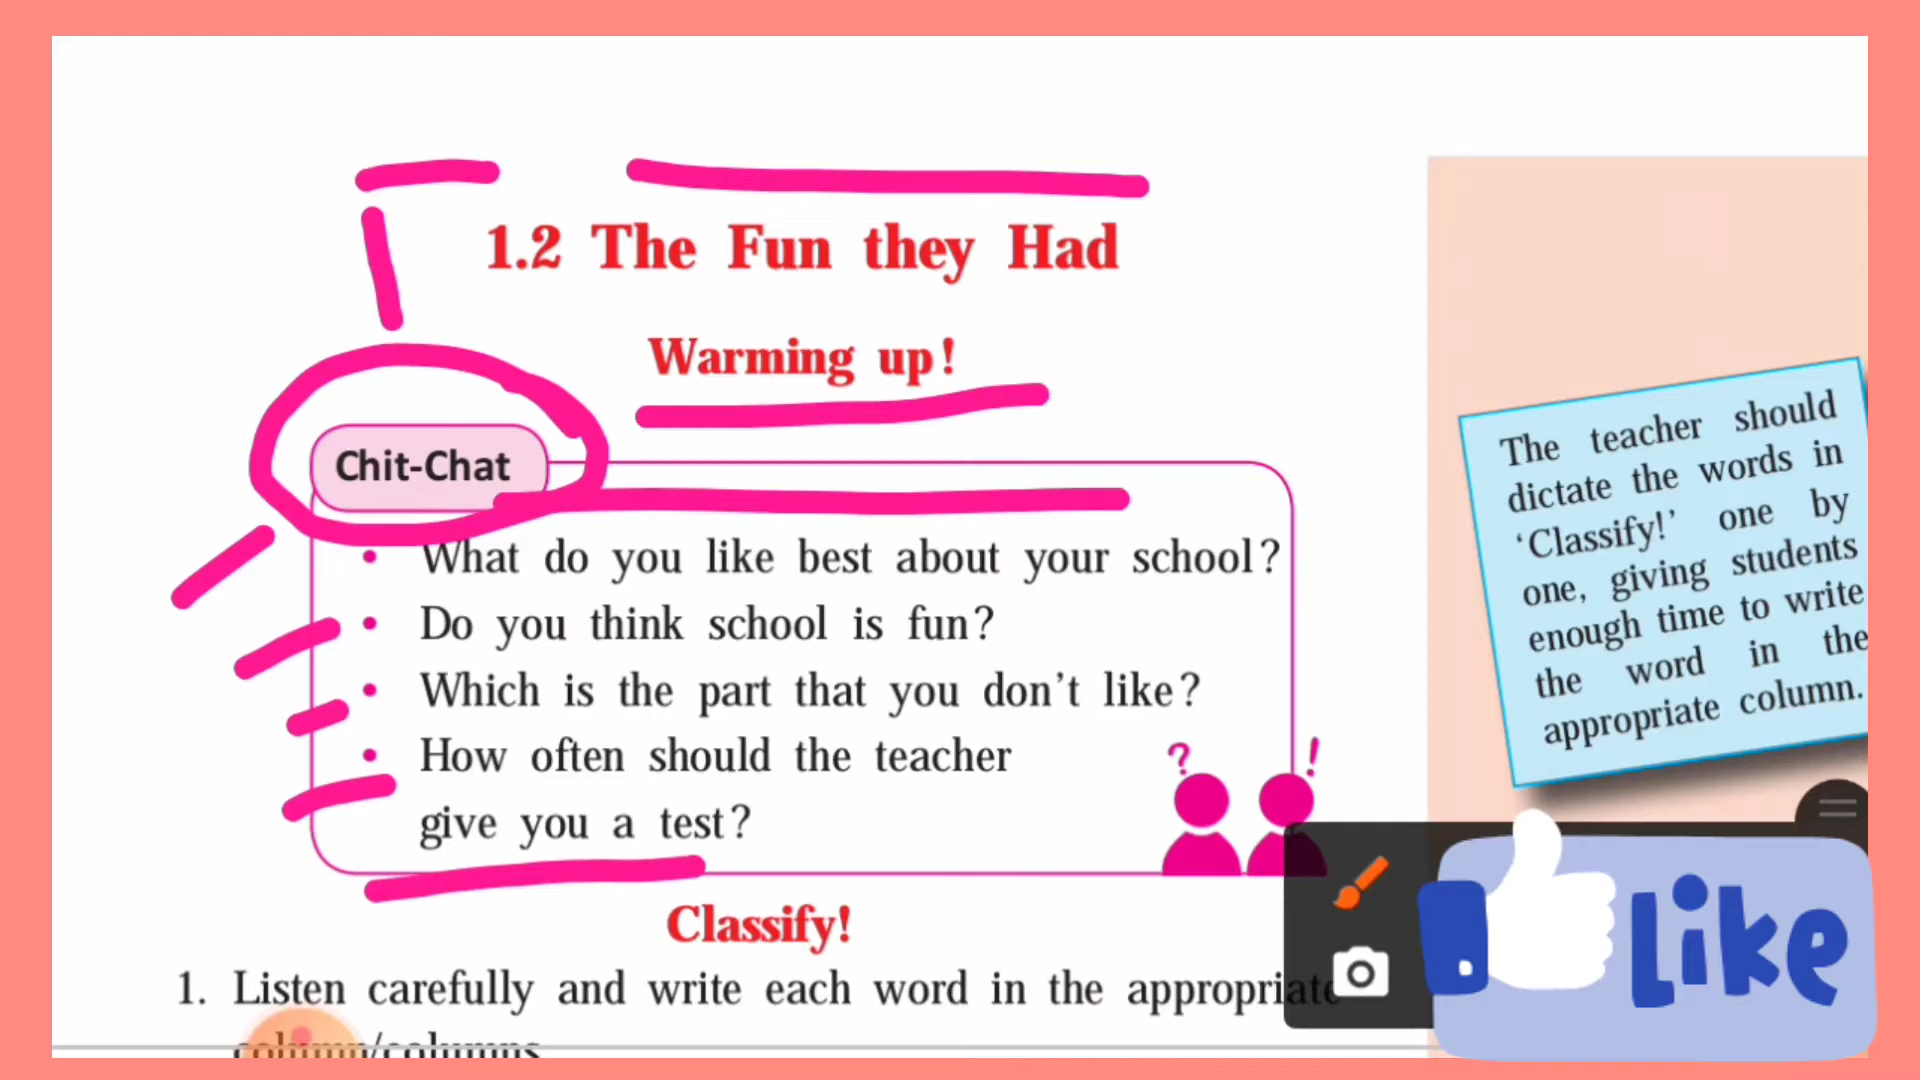 1.2 The Fun they Had
Warming up!
Chit-Chat
• What do you like best about your school?
• Do you think school is fun?
• Which is the part that you don't like?
• How often should the teacher
give you a test?
? !
Classify!
1. Listen carefully and write each word in the appropriate
column/columns
The teacher should
dictate the words in
'Classify!' one by
one, giving students
enough time to write
the word in the
appropriate column.
Like